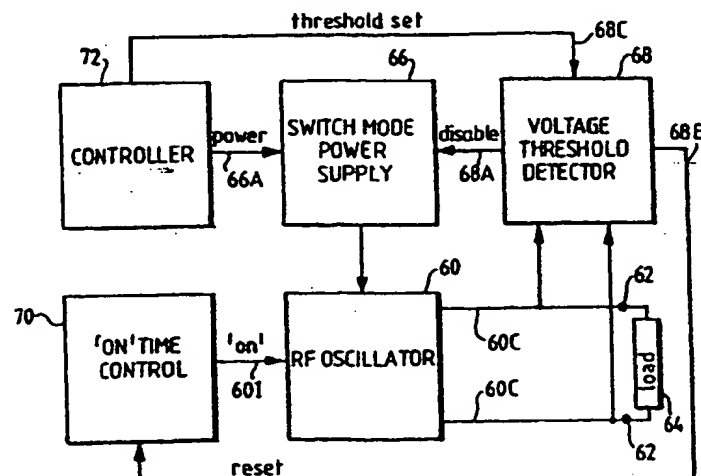 threshold set
68C
72
66
68
CONTROLLER
power
66A
SWITCH MODE
POWER
SUPPLY
disable
68A
VOLTAGE
THRESHOLD
DETECTOR
68B
60
62
70
'ON' TIME
CONTROL
'on'
60I
RF OSCILLATOR
60C
60C
load
64
62
reset